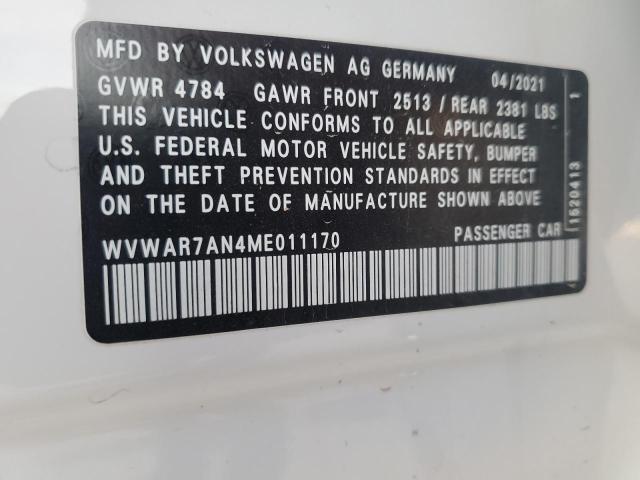 MFD BY VOLKSWAGEN AG GERMANY 04/2021
GVWR 4784 GAWR FRONT 2513 / REAR 2381 LBS
THIS VEHICLE CONFORMS TO ALL APPLICABLE
U.S. FEDERAL MOTOR VEHICLE SAFETY, BUMPER
AND THEFT PREVENTION STANDARDS IN EFFECT
ON THE DATE OF MANUFACTURE SHOWN ABOVE
WVWAR7AN4ME011170 PASSENGER CAR
4 1520413 1